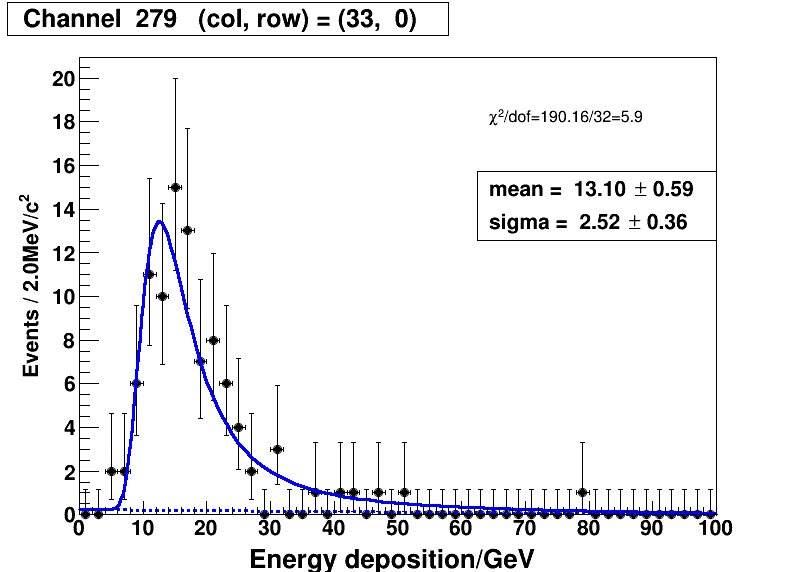 Channel 279 (col, row) = (33, 0)
χ²/dof=190.16/32=5.9
mean = 13.10 ± 0.59
sigma = 2.52 ± 0.36
Events / 2.0MeV/c²
20
18
16
14
12
10
8
6
4
2
0
0 10 20 30 40 50 60 70 80 90 100
Energy deposition/GeV